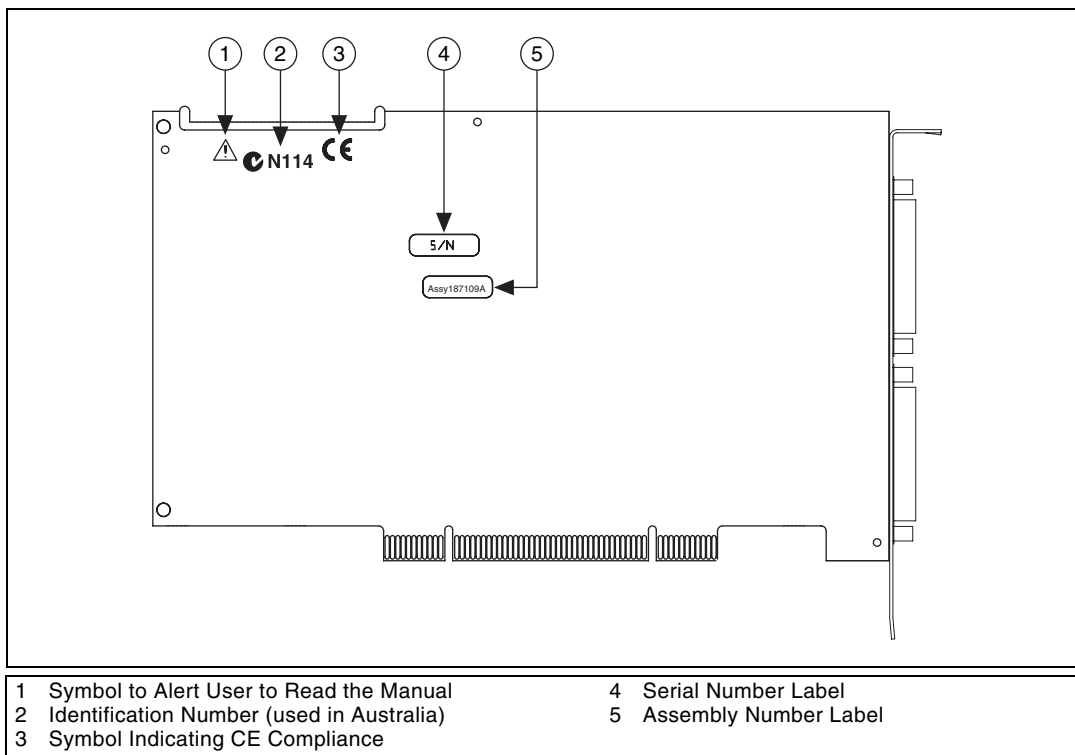 1 2 3 4 5
N114 CE
S/N
Assy187109A
1 Symbol to Alert User to Read the Manual
2 Identification Number (used in Australia)
3 Symbol Indicating CE Compliance
4 Serial Number Label
5 Assembly Number Label